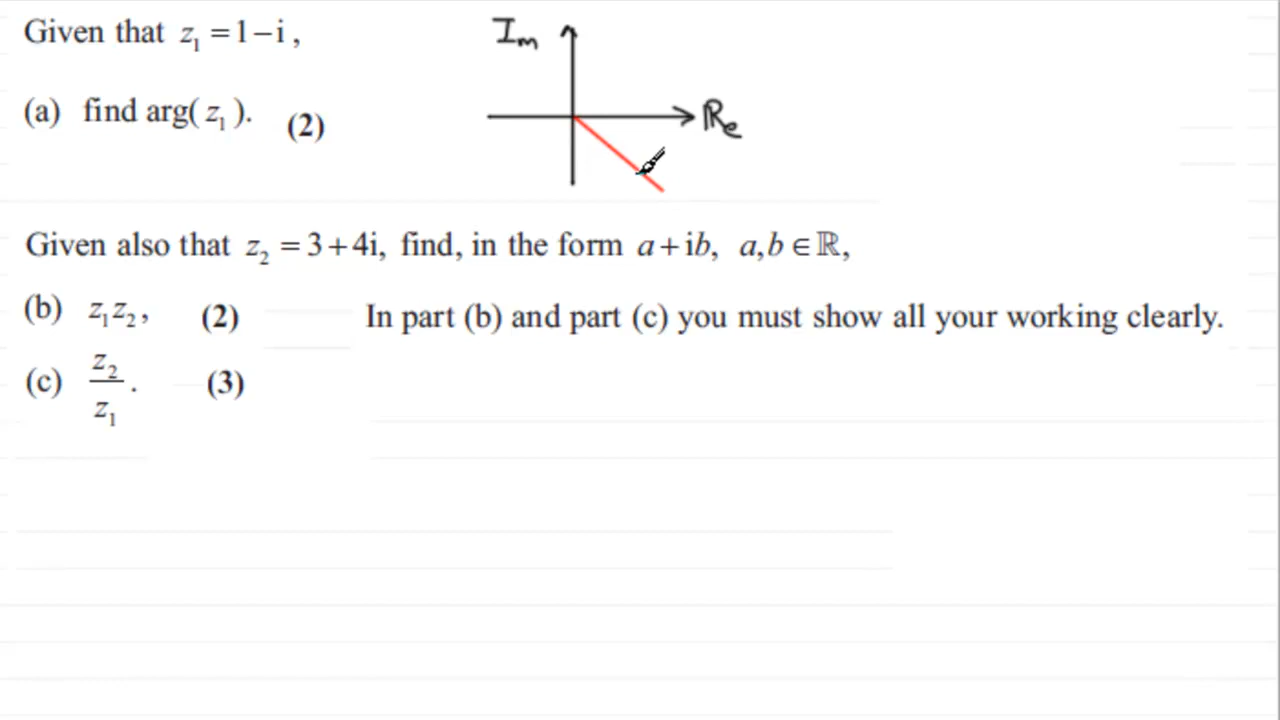 Given that z₁ = 1 − i,
Im
(a) find arg( z₁ ). (2)
Re
Given also that z₂ = 3 + 4i, find, in the form a + ib, a, b ∈ ℝ,
(b) z₁z₂, (2) In part (b) and part (c) you must show all your working clearly.
(c) z₂/z₁. (3)